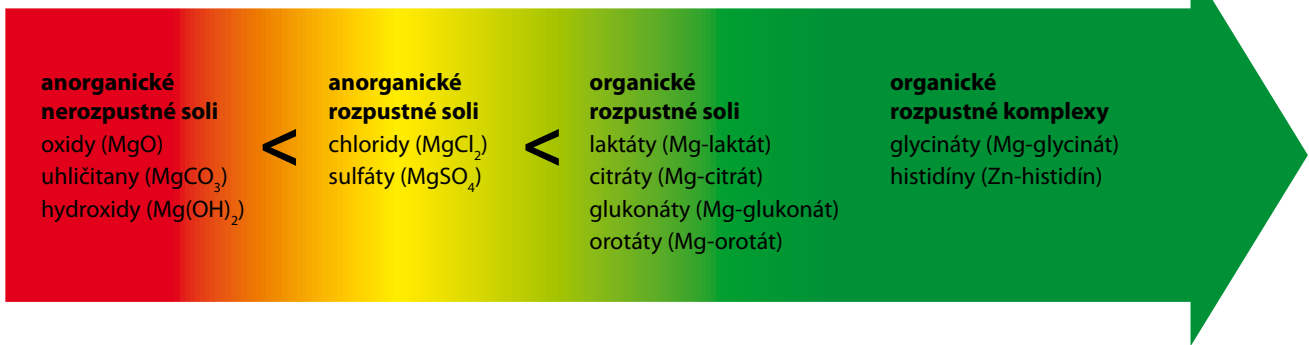 anorganické
nerozpustné soli
oxidy (MgO)
uhličitany (MgCO₃)
hydroxidy (Mg(OH)₂)
<
anorganické
rozpustné soli
chloridy (MgCl₂)
sulfáty (MgSO₄)
<
organické
rozpustné soli
laktáty (Mg-laktát)
citráty (Mg-citrát)
glukonáty (Mg-glukonát)
orotáty (Mg-orotát)
organické
rozpustné komplexy
glycináty (Mg-glycinát)
histidíny (Zn-histidín)